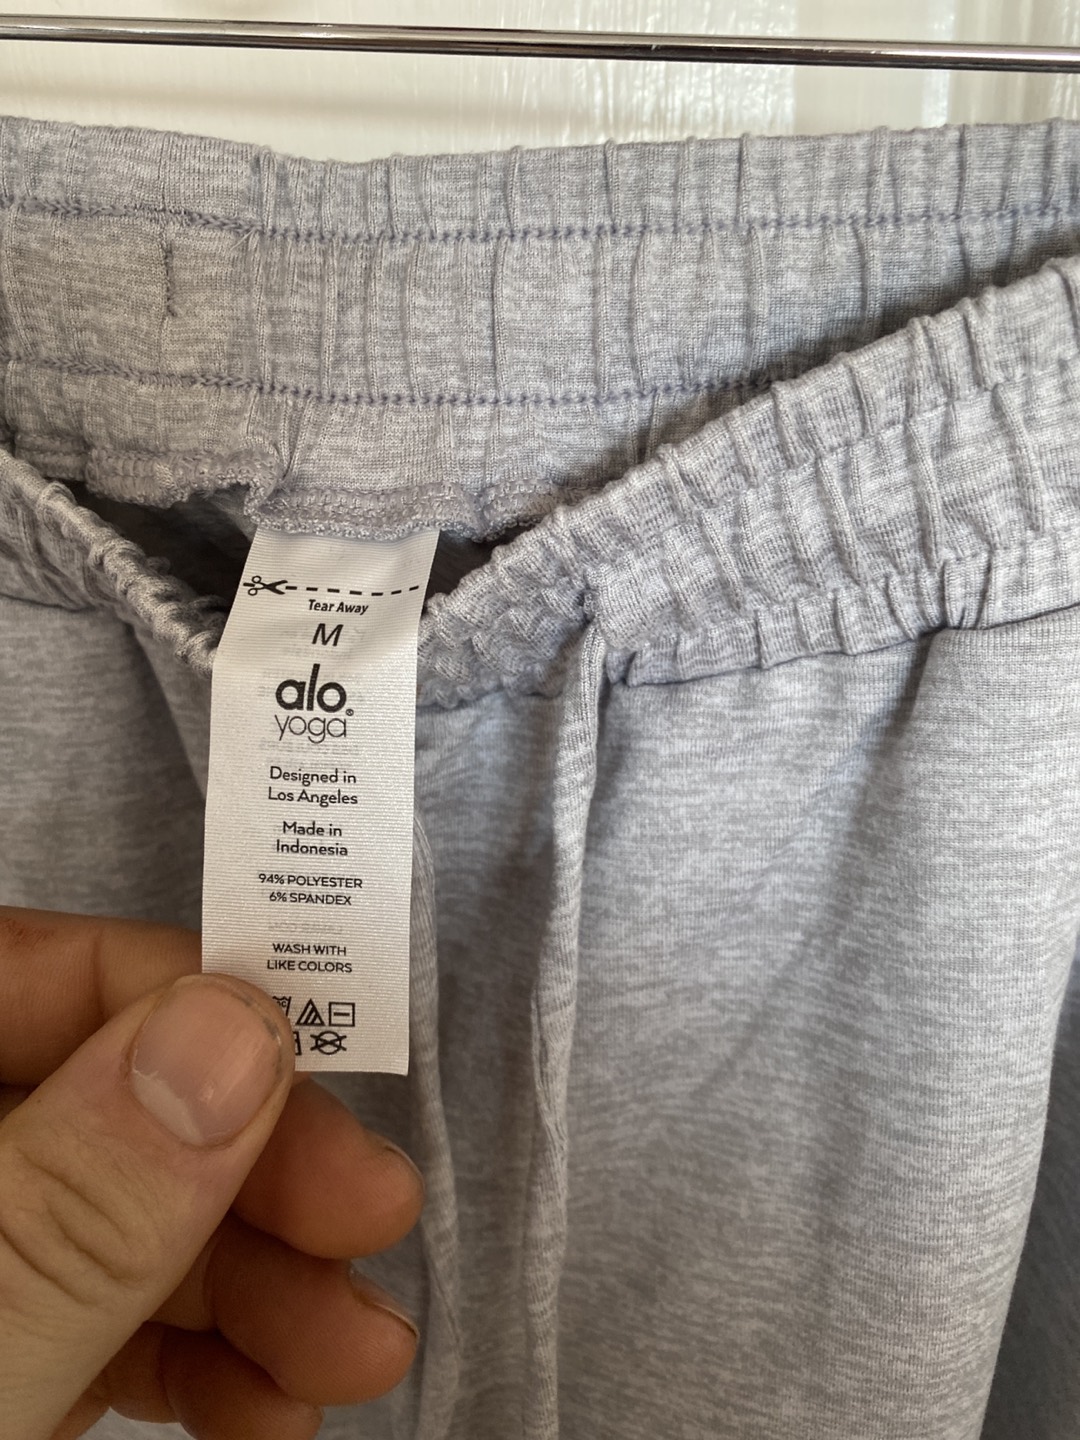 Tear Away
M
alo®
yoga
Designed in
Los Angeles
Made in
Indonesia
94% POLYESTER
6% SPANDEX
WASH WITH
LIKE COLORS